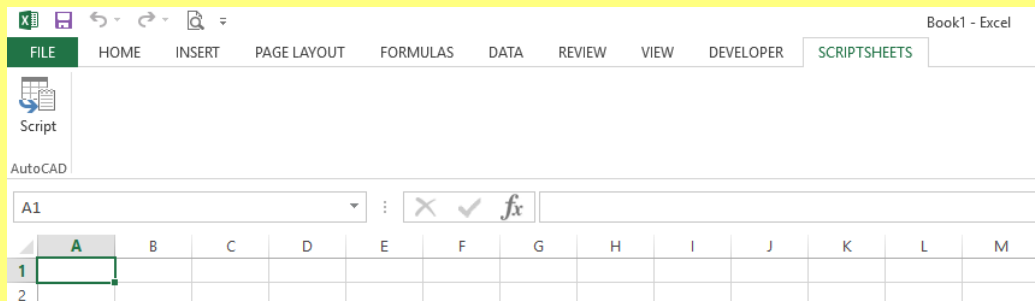 Book1 - Excel
FILE HOME INSERT PAGE LAYOUT FORMULAS DATA REVIEW VIEW DEVELOPER SCRIPTSHEETS
Script
AutoCAD
A1 fx
A B C D E F G H I J K L M
1
2